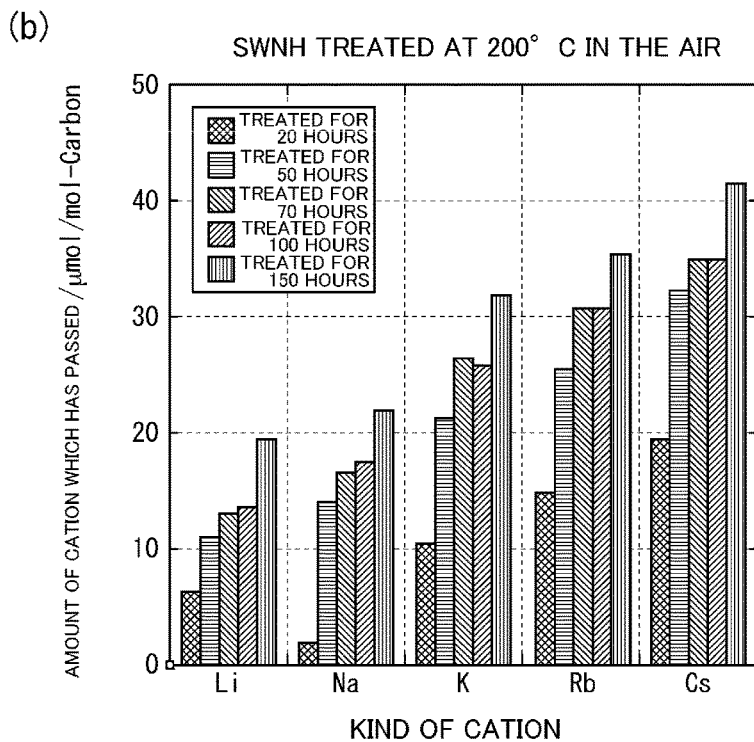 (b)
SWNH TREATED AT 200° C IN THE AIR
AMOUNT OF CATION WHICH HAS PASSED /μmol/mol-Carbon
50
40
30
20
10
0
TREATED FOR
20 HOURS
TREATED FOR
50 HOURS
TREATED FOR
70 HOURS
TREATED FOR
100 HOURS
TREATED FOR
150 HOURS
Li Na K Rb Cs
KIND OF CATION